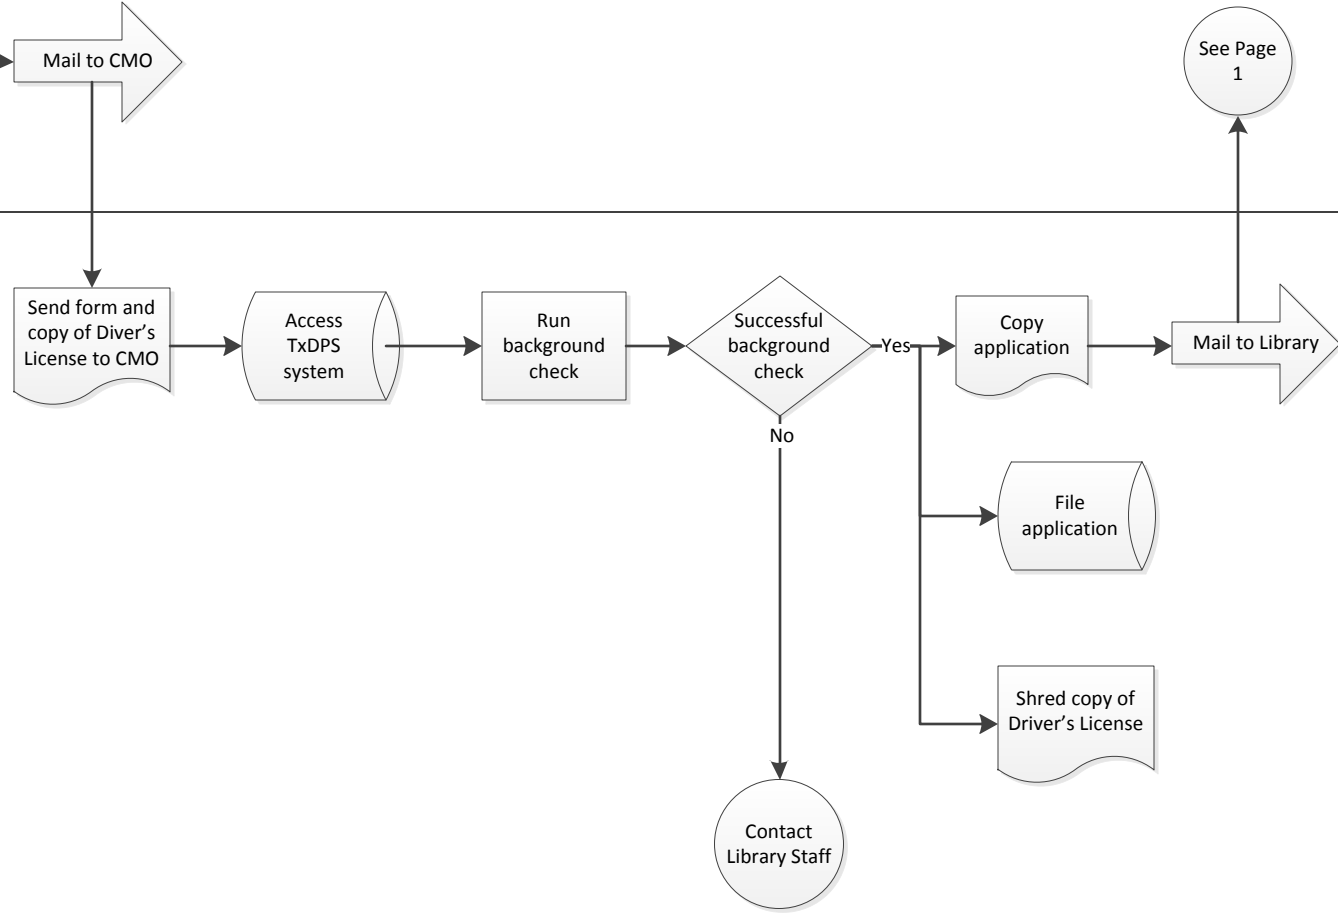 Mail to CMO
See Page
1
Send form and
copy of Diver's
License to CMO
Access
TxDPS
system
Run
background
check
Successful
background
check
Yes
Copy
application
Mail to Library
No
File
application
Shred copy of
Driver's License
Contact
Library Staff